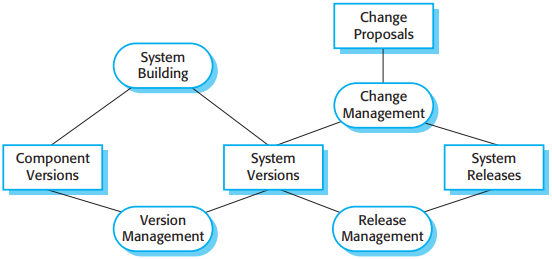 Change
Proposals
System
Building
Change
Management
Component
Versions
System
Versions
System
Releases
Version
Management
Release
Management